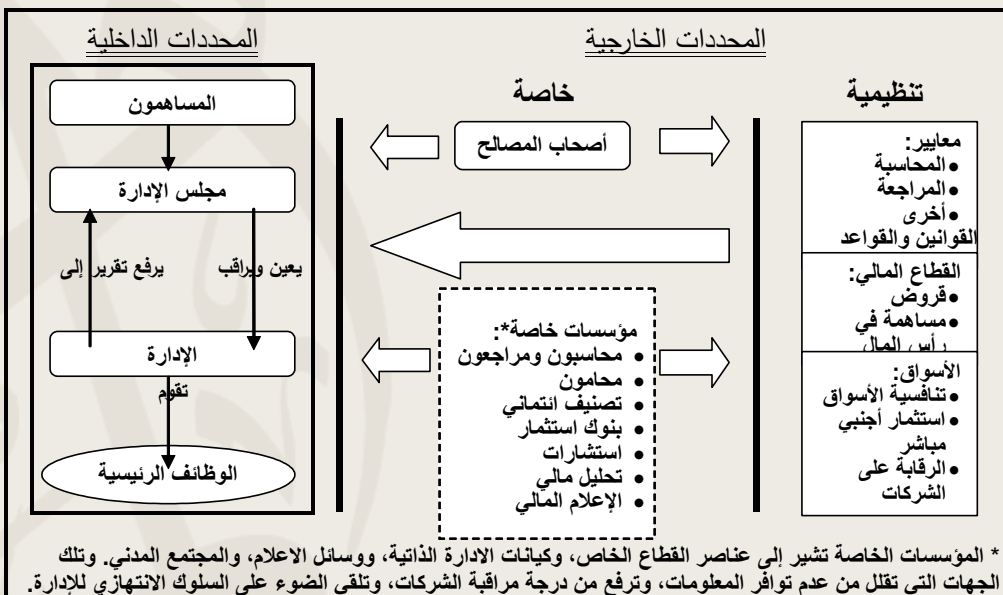 المحددات الخارجية
المحددات الداخلية
تنظيمية
خاصة
معايير:
•المحاسبة
•المراجعة
•أخرى
القوانين والقواعد
القطاع المالي:
•قروض
•مساهمة في
رأس المال
الأسواق:
•تنافسية الأسواق
•استثمار أجنبي
مباشر
•الرقابة على
الشركات
أصحاب المصالح
مؤسسات خاصة*:
• محاسبون ومراجعون
• محامون
• تصنيف ائتماني
• بنوك استثمار
• استشارات
• تحليل مالي
• الإعلام المالي
المساهمون
مجلس الإدارة
يعين ويراقب
يرفع تقرير إلى
الإدارة
تقوم
الوظائف الرئيسية
* المؤسسات الخاصة تشير إلى عناصر القطاع الخاص، وكيانات الادارة الذاتية، ووسائل الاعلام، والمجتمع المدني. وتلك
الجهات التي تقلل من عدم توافر المعلومات، وترفع من درجة مراقبة الشركات، وتلقى الضوء على السلوك الانتهازي للإدارة.